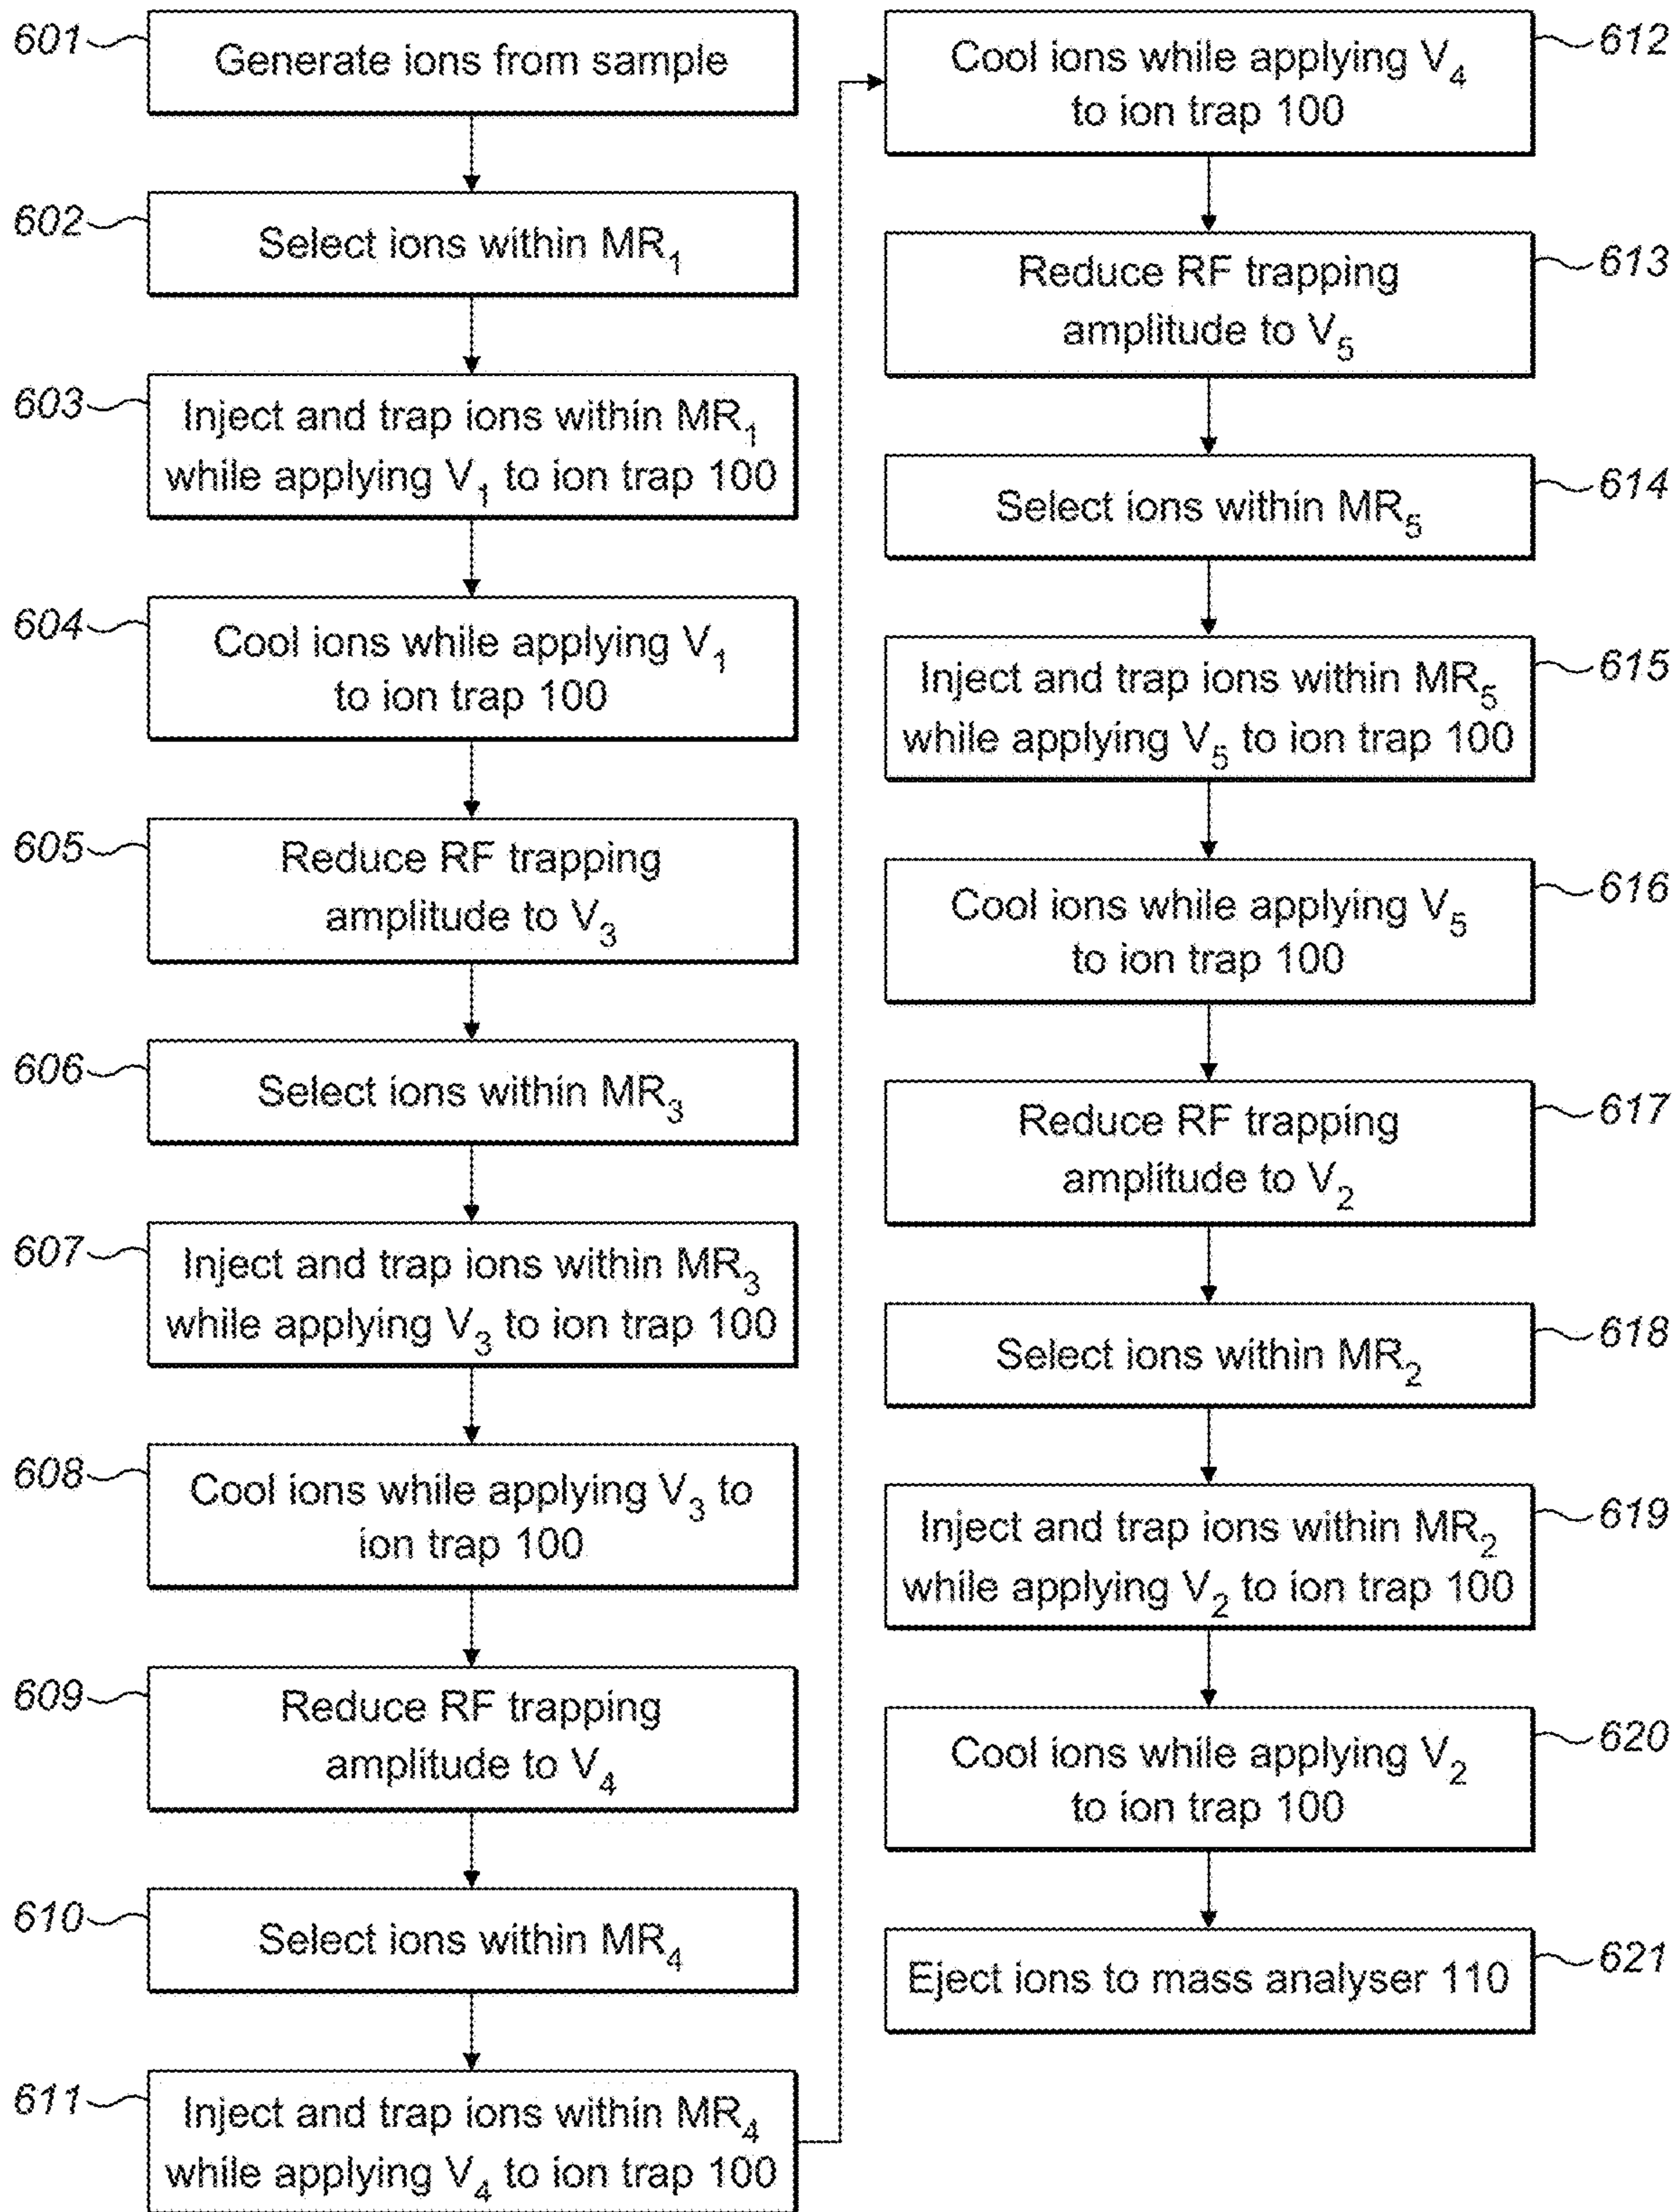 601
Generate ions from sample
602
Select ions within MR₁
603
Inject and trap ions within MR₁
while applying V₁ to ion trap 100
604
Cool ions while applying V₁
to ion trap 100
605
Reduce RF trapping
amplitude to V₃
606
Select ions within MR₃
607
Inject and trap ions within MR₃
while applying V₃ to ion trap 100
608
Cool ions while applying V₃ to
ion trap 100
609
Reduce RF trapping
amplitude to V₄
610
Select ions within MR₄
611
Inject and trap ions within MR₄
while applying V₄ to ion trap 100
612
Cool ions while applying V₄
to ion trap 100
613
Reduce RF trapping
amplitude to V₅
614
Select ions within MR₅
615
Inject and trap ions within MR₅
while applying V₅ to ion trap 100
616
Cool ions while applying V₅
to ion trap 100
617
Reduce RF trapping
amplitude to V₂
618
Select ions within MR₂
619
Inject and trap ions within MR₂
while applying V₂ to ion trap 100
620
Cool ions while applying V₂
to ion trap 100
621
Eject ions to mass analyser 110